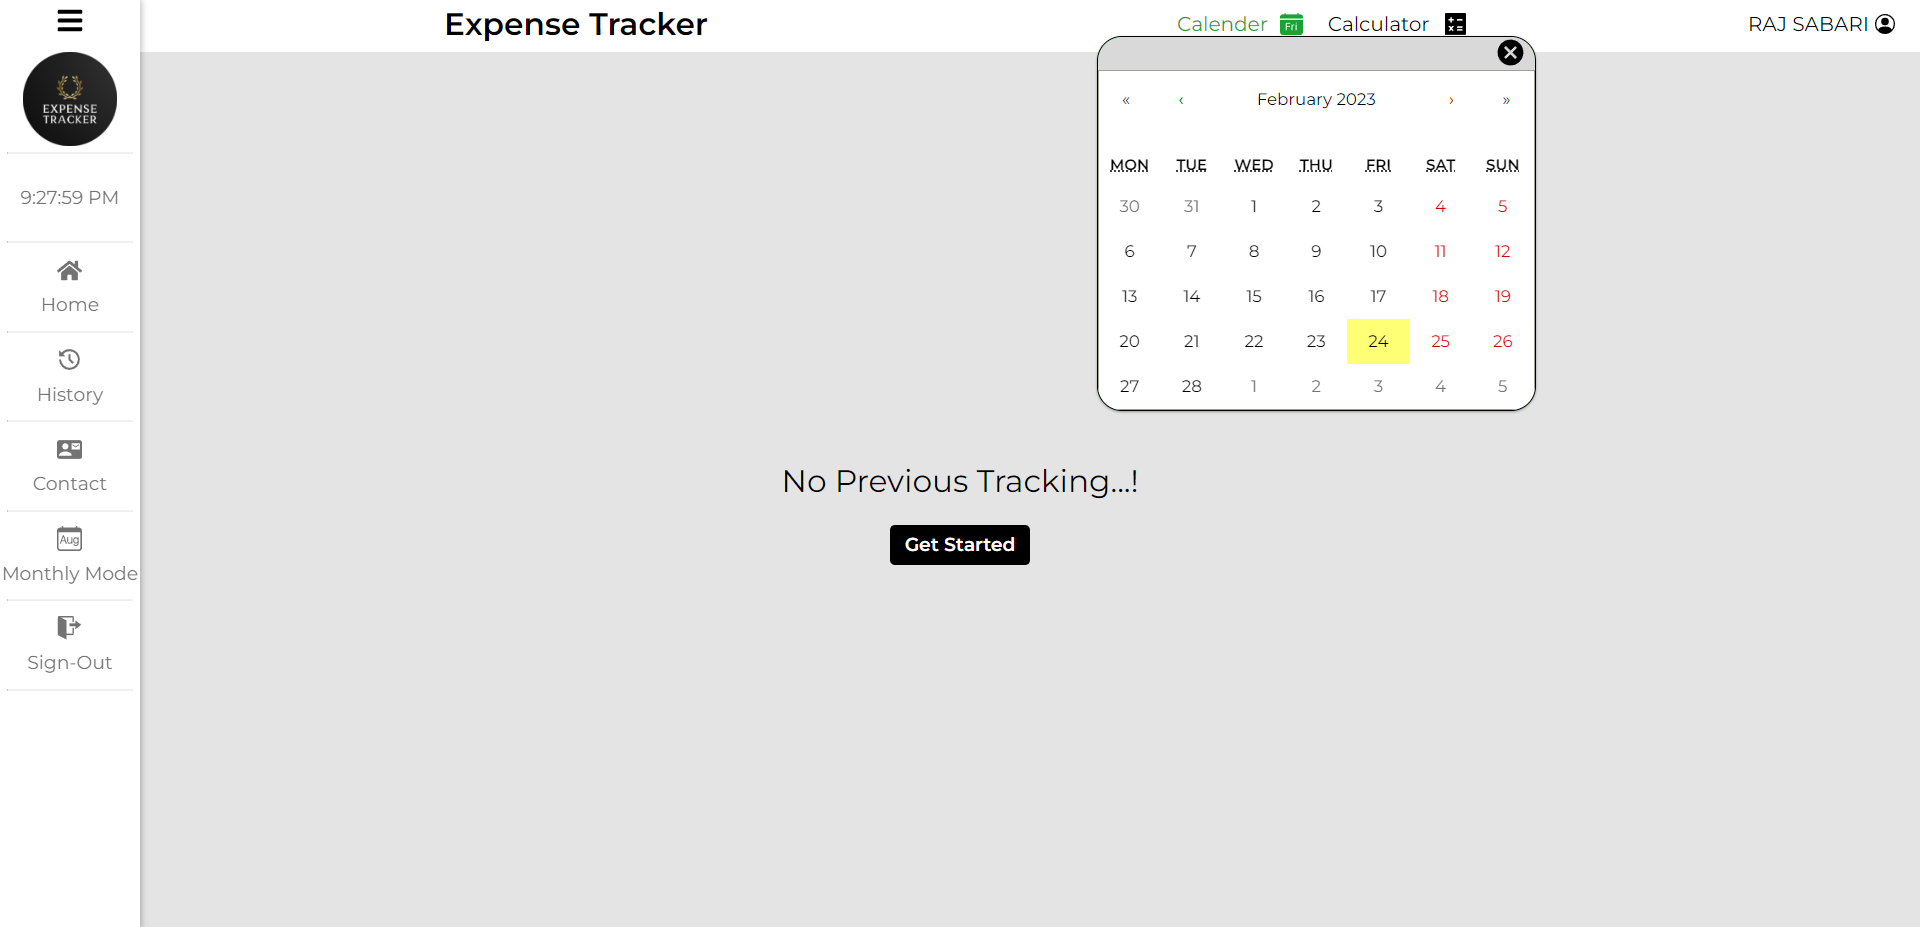 Expense Tracker
Calender Fri Calculator
RAJ SABARI
EXPENSE
TRACKER
9:27:59 PM
Home
History
Contact
Aug
Monthly Mode
Sign-Out
« ‹ February 2023 › »
MON TUE WED THU FRI SAT SUN
30 31 1 2 3 4 5
6 7 8 9 10 11 12
13 14 15 16 17 18 19
20 21 22 23 24 25 26
27 28 1 2 3 4 5
No Previous Tracking...!
Get Started